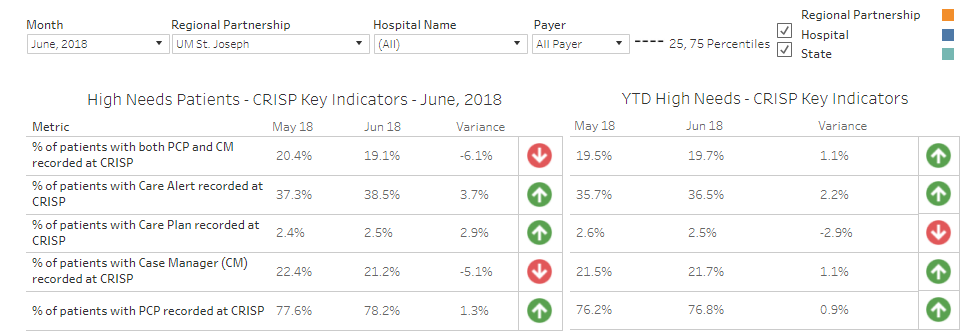 Month
Regional Partnership
Hospital Name
Payer
June, 2018
UM St. Joseph
(All)
All Payer
25, 75 Percentiles
Regional Partnership
Hospital
State
High Needs Patients - CRISP Key Indicators - June, 2018
Metric May 18 Jun 18 Variance
% of patients with both PCP and CM
recorded at CRISP
20.4% 19.1% -6.1%
% of patients with Care Alert recorded at
CRISP
37.3% 38.5% 3.7%
% of patients with Care Plan recorded at
CRISP
2.4% 2.5% 2.9%
% of patients with Case Manager (CM)
recorded at CRISP
22.4% 21.2% -5.1%
% of patients with PCP recorded at CRISP 77.6% 78.2% 1.3%
YTD High Needs - CRISP Key Indicators
May 18 Jun 18 Variance
19.5% 19.7% 1.1%
35.7% 36.5% 2.2%
2.6% 2.5% -2.9%
21.5% 21.7% 1.1%
76.2% 76.8% 0.9%